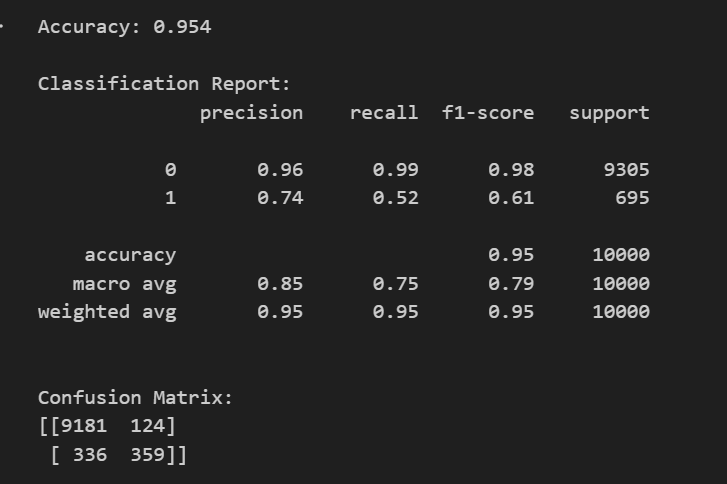 Accuracy: 0.954
Classification Report:
precision recall f1-score support
0 0.96 0.99 0.98 9305
1 0.74 0.52 0.61 695
accuracy 0.95 10000
macro avg 0.85 0.75 0.79 10000
weighted avg 0.95 0.95 0.95 10000
Confusion Matrix:
[[9181 124]
[ 336 359]]